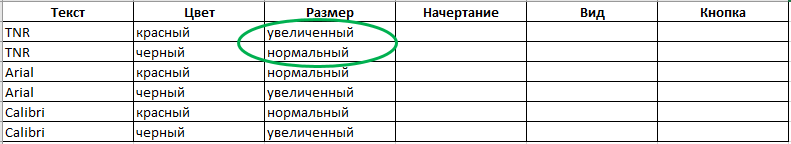 Текст Цвет Размер Начертание Вид Кнопка
TNR красный увеличенный
TNR черный нормальный
Arial красный нормальный
Arial черный увеличенный
Calibri красный нормальный
Calibri черный увеличенный